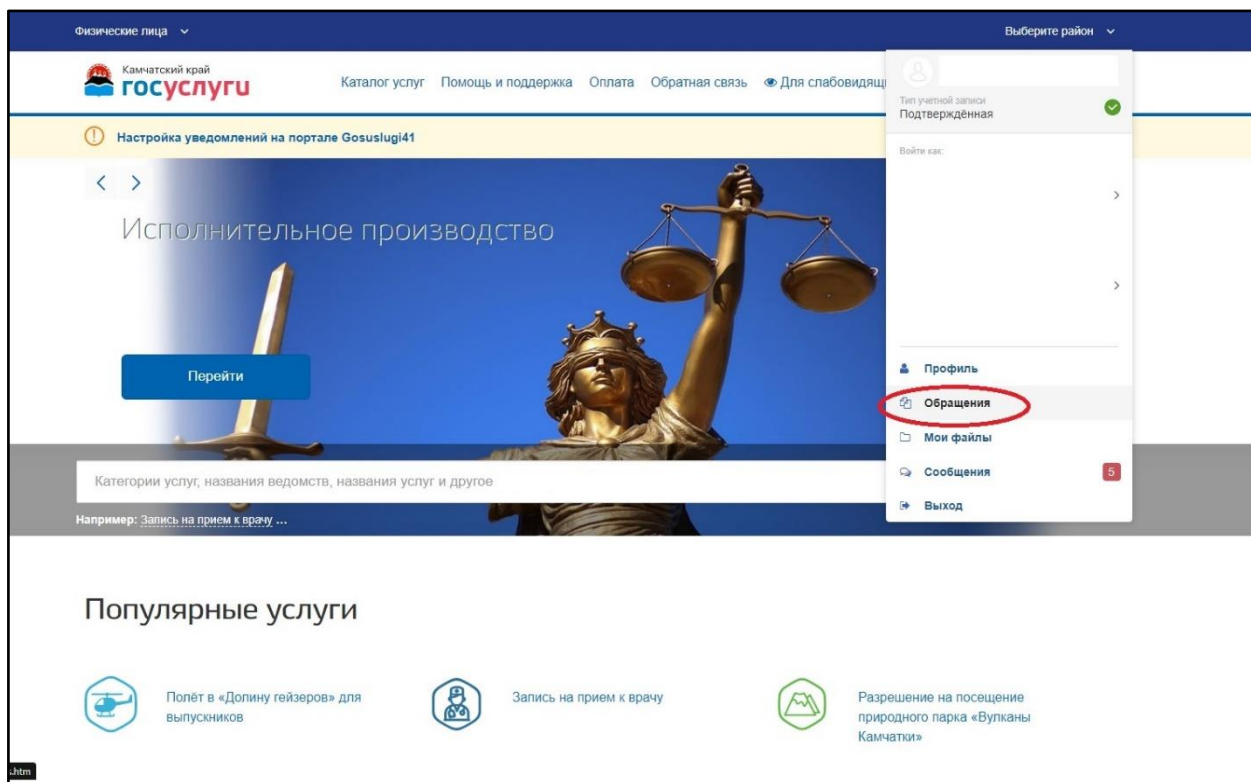 Физические лица
Выберите район
Камчатский край
госуслуги
Каталог услуг Помощь и поддержка Оплата Обратная связь Для слабовидящ
Тип учетной записи
Подтверждённая
Настройка уведомлений на портале Gosuslugi41
Войти как:
Исполнительное производство
Перейти
Профиль
Обращения
Мои файлы
Сообщения 5
Выход
Категории услуг, названия ведомств, названия услуг и другое
Например: Запись на прием к врачу ...
Популярные услуги
Полёт в «Долину гейзеров» для
выпускников
Запись на прием к врачу
Разрешение на посещение
природного парка «Вулканы
Камчатки»
.htm